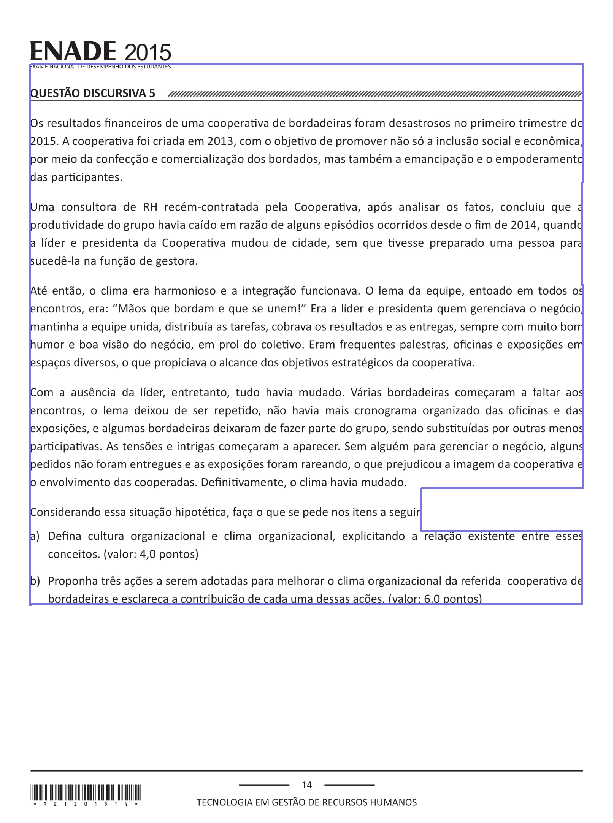 ENADE 2015
EXAME NACIONAL DE DESEMPENHO DOS ESTUDANTES
QUESTÃO DISCURSIVA 5
Os resultados financeiros de uma cooperativa de bordadeiras foram desastrosos no primeiro trimestre de
2015. A cooperativa foi criada em 2013, com o objetivo de promover não só a inclusão social e econômica,
por meio da confecção e comercialização dos bordados, mas também a emancipação e o empoderamento
das participantes.
Uma consultora de RH recém-contratada pela Cooperativa, após analisar os fatos, concluiu que a
produtividade do grupo havia caído em razão de alguns episódios ocorridos desde o fim de 2014, quando
a líder e presidenta da Cooperativa mudou de cidade, sem que tivesse preparado uma pessoa para
sucedê-la na função de gestora.
Até então, o clima era harmonioso e a integração funcionava. O lema da equipe, entoado em todos os
encontros, era: “Mãos que bordam e que se unem!” Era a líder e presidenta quem gerenciava o negócio,
mantinha a equipe unida, distribuía as tarefas, cobrava os resultados e as entregas, sempre com muito bom
humor e boa visão do negócio, em prol do coletivo. Eram frequentes palestras, oficinas e exposições em
espaços diversos, o que propiciava o alcance dos objetivos estratégicos da cooperativa.
Com a ausência da líder, entretanto, tudo havia mudado. Várias bordadeiras começaram a faltar aos
encontros, o lema deixou de ser repetido, não havia mais cronograma organizado das oficinas e das
exposições, e algumas bordadeiras deixaram de fazer parte do grupo, sendo substituídas por outras menos
participativas. As tensões e intrigas começaram a aparecer. Sem alguém para gerenciar o negócio, alguns
pedidos não foram entregues e as exposições foram rareando, o que prejudicou a imagem da cooperativa e
o envolvimento das cooperadas. Definitivamente, o clima havia mudado.
Considerando essa situação hipotética, faça o que se pede nos itens a seguir
a) Defina cultura organizacional e clima organizacional, explicitando a relação existente entre esses
conceitos. (valor: 4,0 pontos)
b) Proponha três ações a serem adotadas para melhorar o clima organizacional da referida cooperativa de
bordadeiras e esclareça a contribuição de cada uma dessas ações. (valor: 6,0 pontos)
14
TECNOLOGIA EM GESTÃO DE RECURSOS HUMANOS